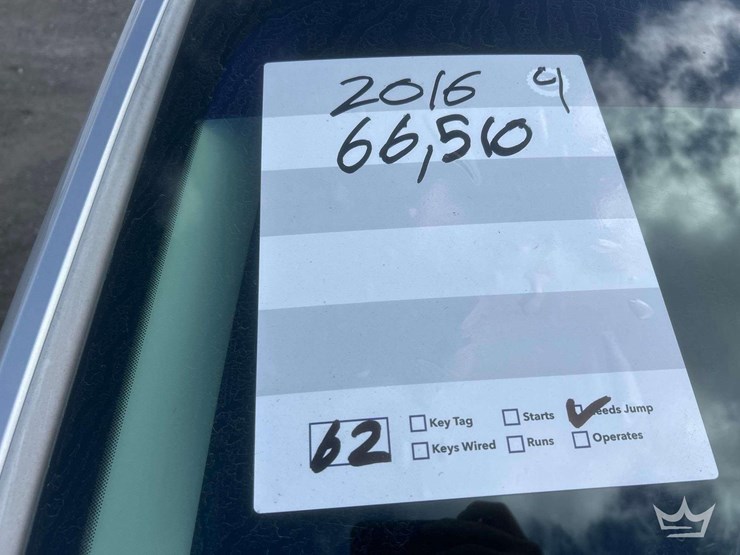 2016 4
66,510
62
Key Tag Starts Needs Jump
Keys Wired Runs Operates